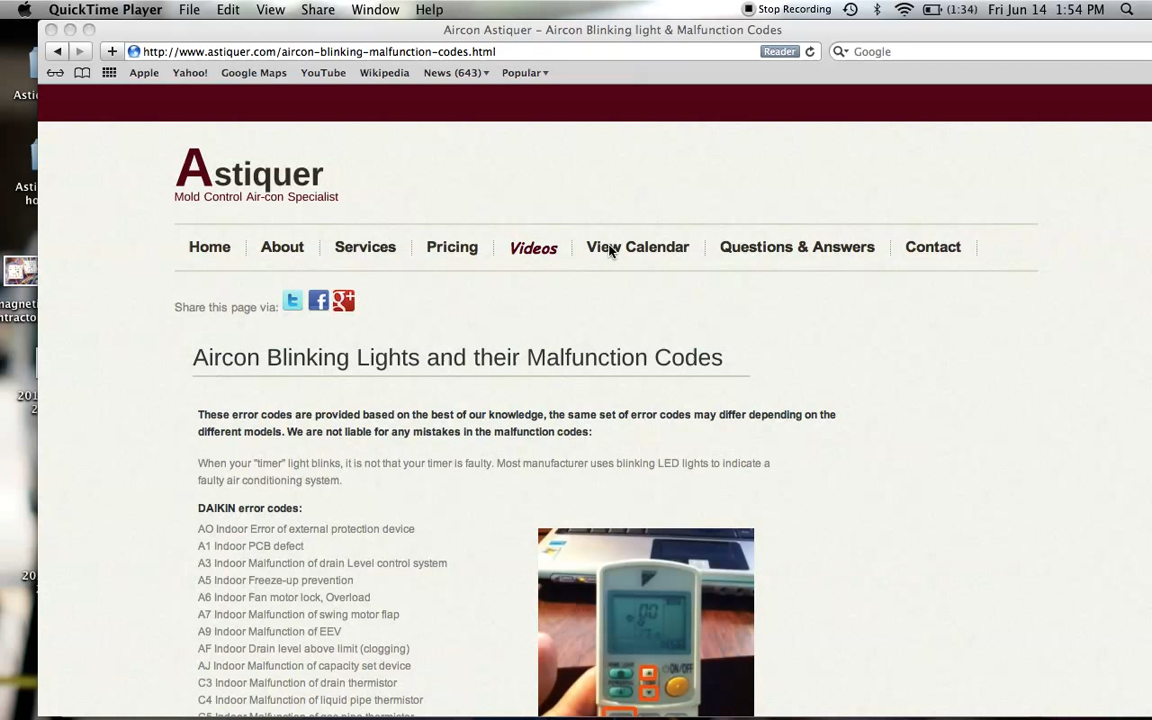 QuickTime Player File Edit View Share Window Help Stop Recording (1:34) Fri Jun 14 1:54 PM
Aircon Astiquer – Aircon Blinking light & Malfunction Codes
http://www.astiquer.com/aircon-blinking-malfunction-codes.html Reader Google
Apple Yahoo! Google Maps YouTube Wikipedia News (643) Popular
Astiquer
Mold Control Air-con Specialist
Home About Services Pricing Videos View Calendar Questions & Answers Contact
Share this page via:
Aircon Blinking Lights and their Malfunction Codes
These error codes are provided based on the best of our knowledge, the same set of error codes may differ depending on the
different models. We are not liable for any mistakes in the malfunction codes:
When your "timer" light blinks, it is not that your timer is faulty. Most manufacturer uses blinking LED lights to indicate a
faulty air conditioning system.
DAIKIN error codes:
AO Indoor Error of external protection device
A1 Indoor PCB defect
A3 Indoor Malfunction of drain Level control system
A5 Indoor Freeze-up prevention
A6 Indoor Fan motor lock, Overload
A7 Indoor Malfunction of swing motor flap
A9 Indoor Malfunction of EEV
AF Indoor Drain level above limit (clogging)
AJ Indoor Malfunction of capacity set device
C3 Indoor Malfunction of drain thermistor
C4 Indoor Malfunction of liquid pipe thermistor
C5 Indoor Malfunction of gas pipe thermistor
ON/OFF